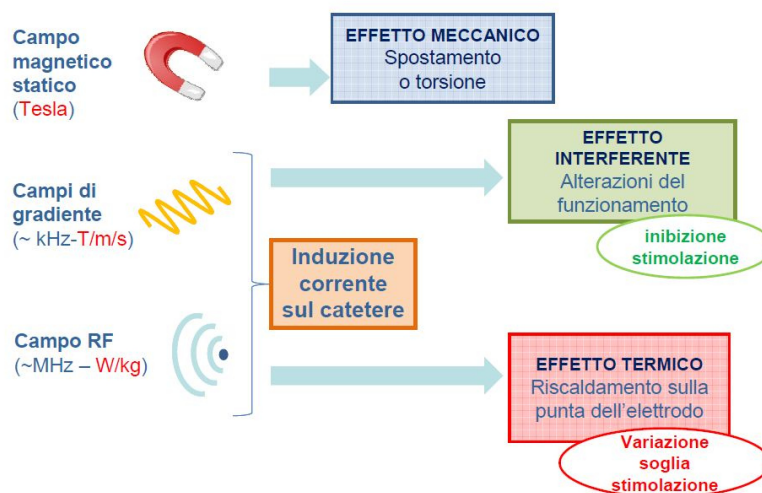 Campo
magnetico
statico
(Tesla)
EFFETTO MECCANICO
Spostamento
o torsione
Campi di
gradiente
(~ kHz-T/m/s)
EFFETTO
INTERFERENTE
Alterazioni del
funzionamento
inibizione
stimolazione
Induzione
corrente
sul catetere
Campo RF
(~MHz – W/kg)
EFFETTO TERMICO
Riscaldamento sulla
punta dell'elettrodo
Variazione
soglia
stimolazione